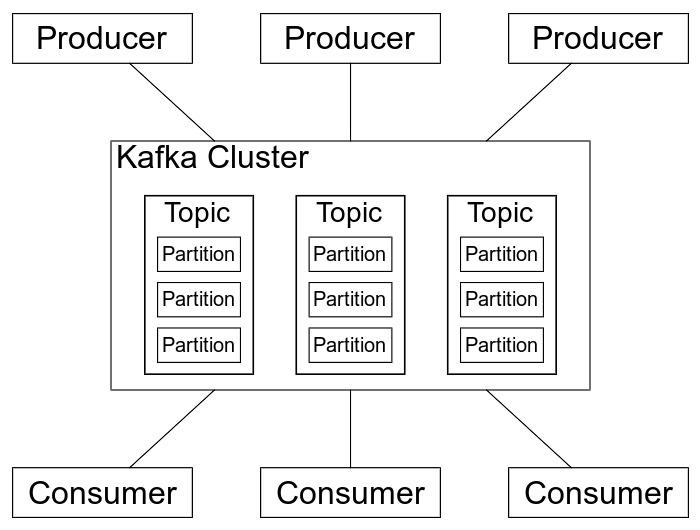 Producer
Producer
Producer
Kafka Cluster
Topic
Topic
Topic
Partition
Partition
Partition
Partition
Partition
Partition
Partition
Partition
Partition
Consumer
Consumer
Consumer